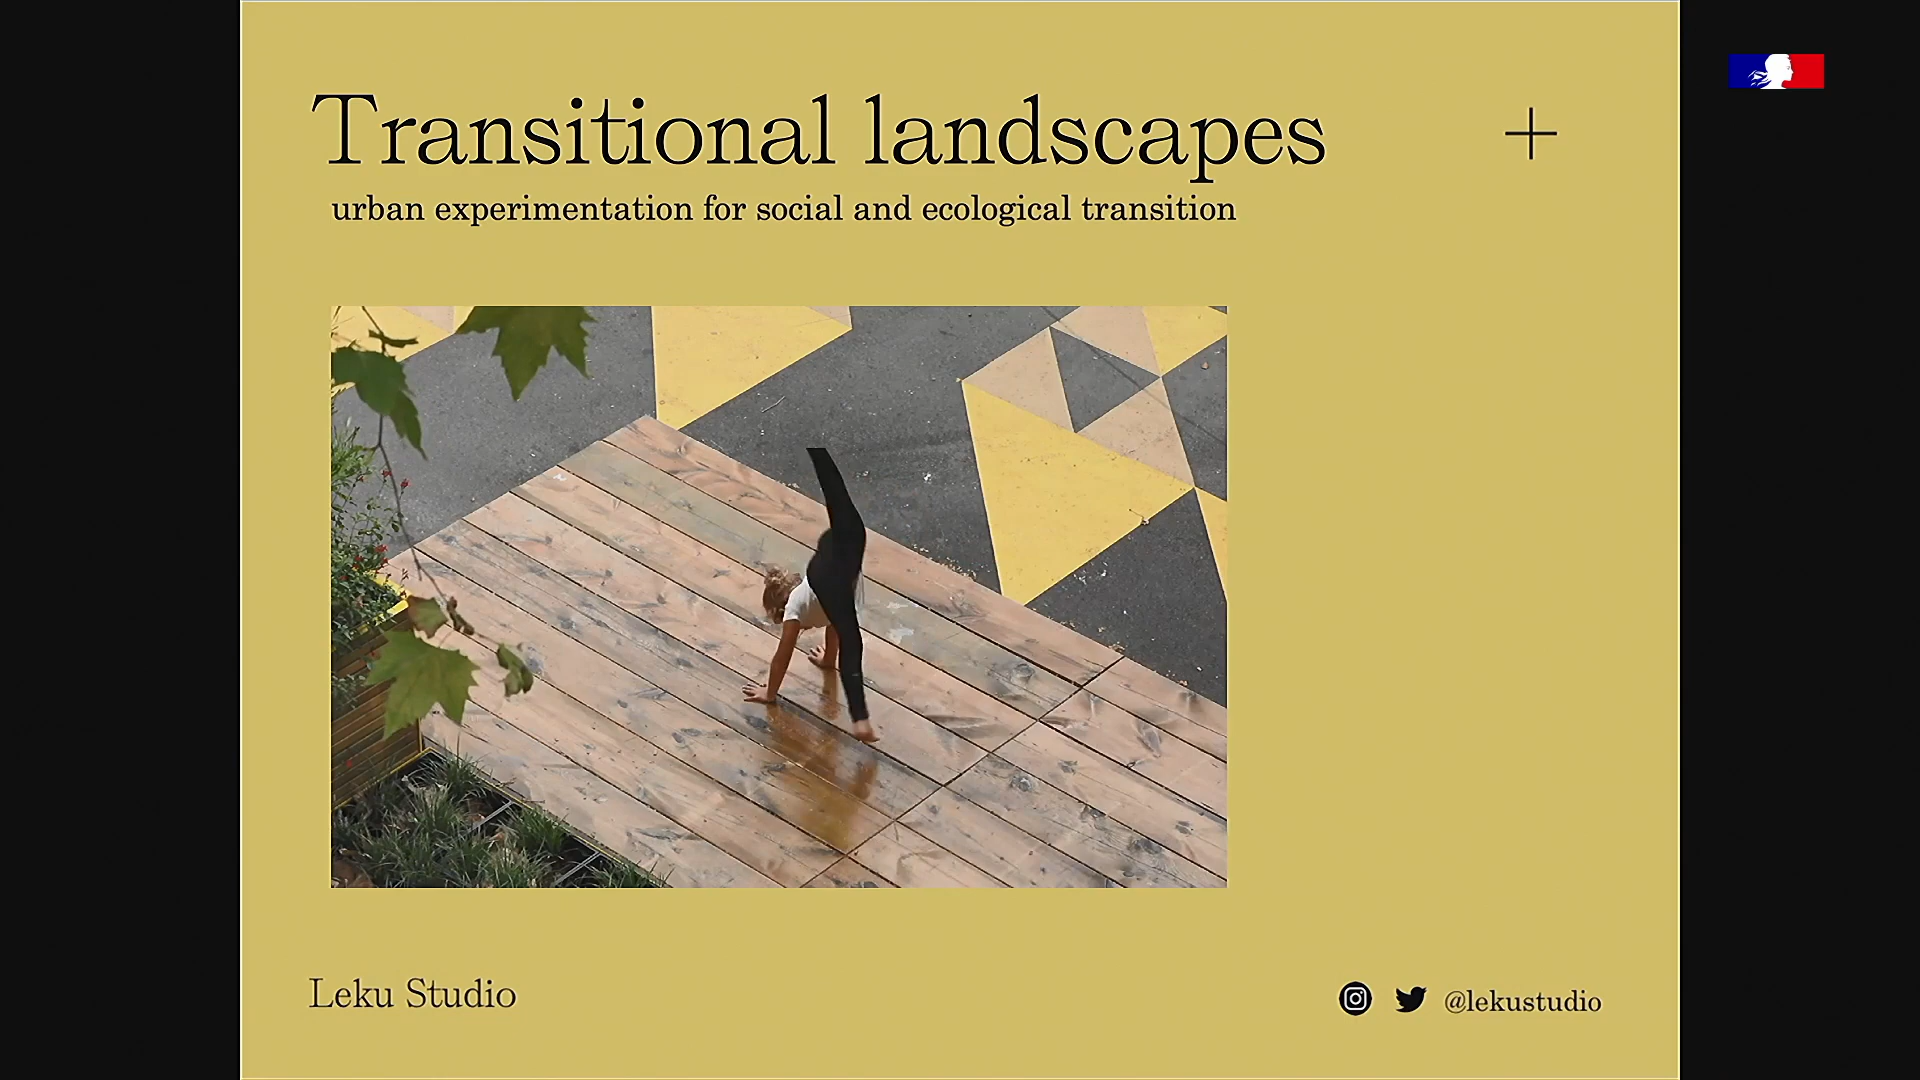 Transitional landscapes
urban experimentation for social and ecological transition
Leku Studio
@lekustudio